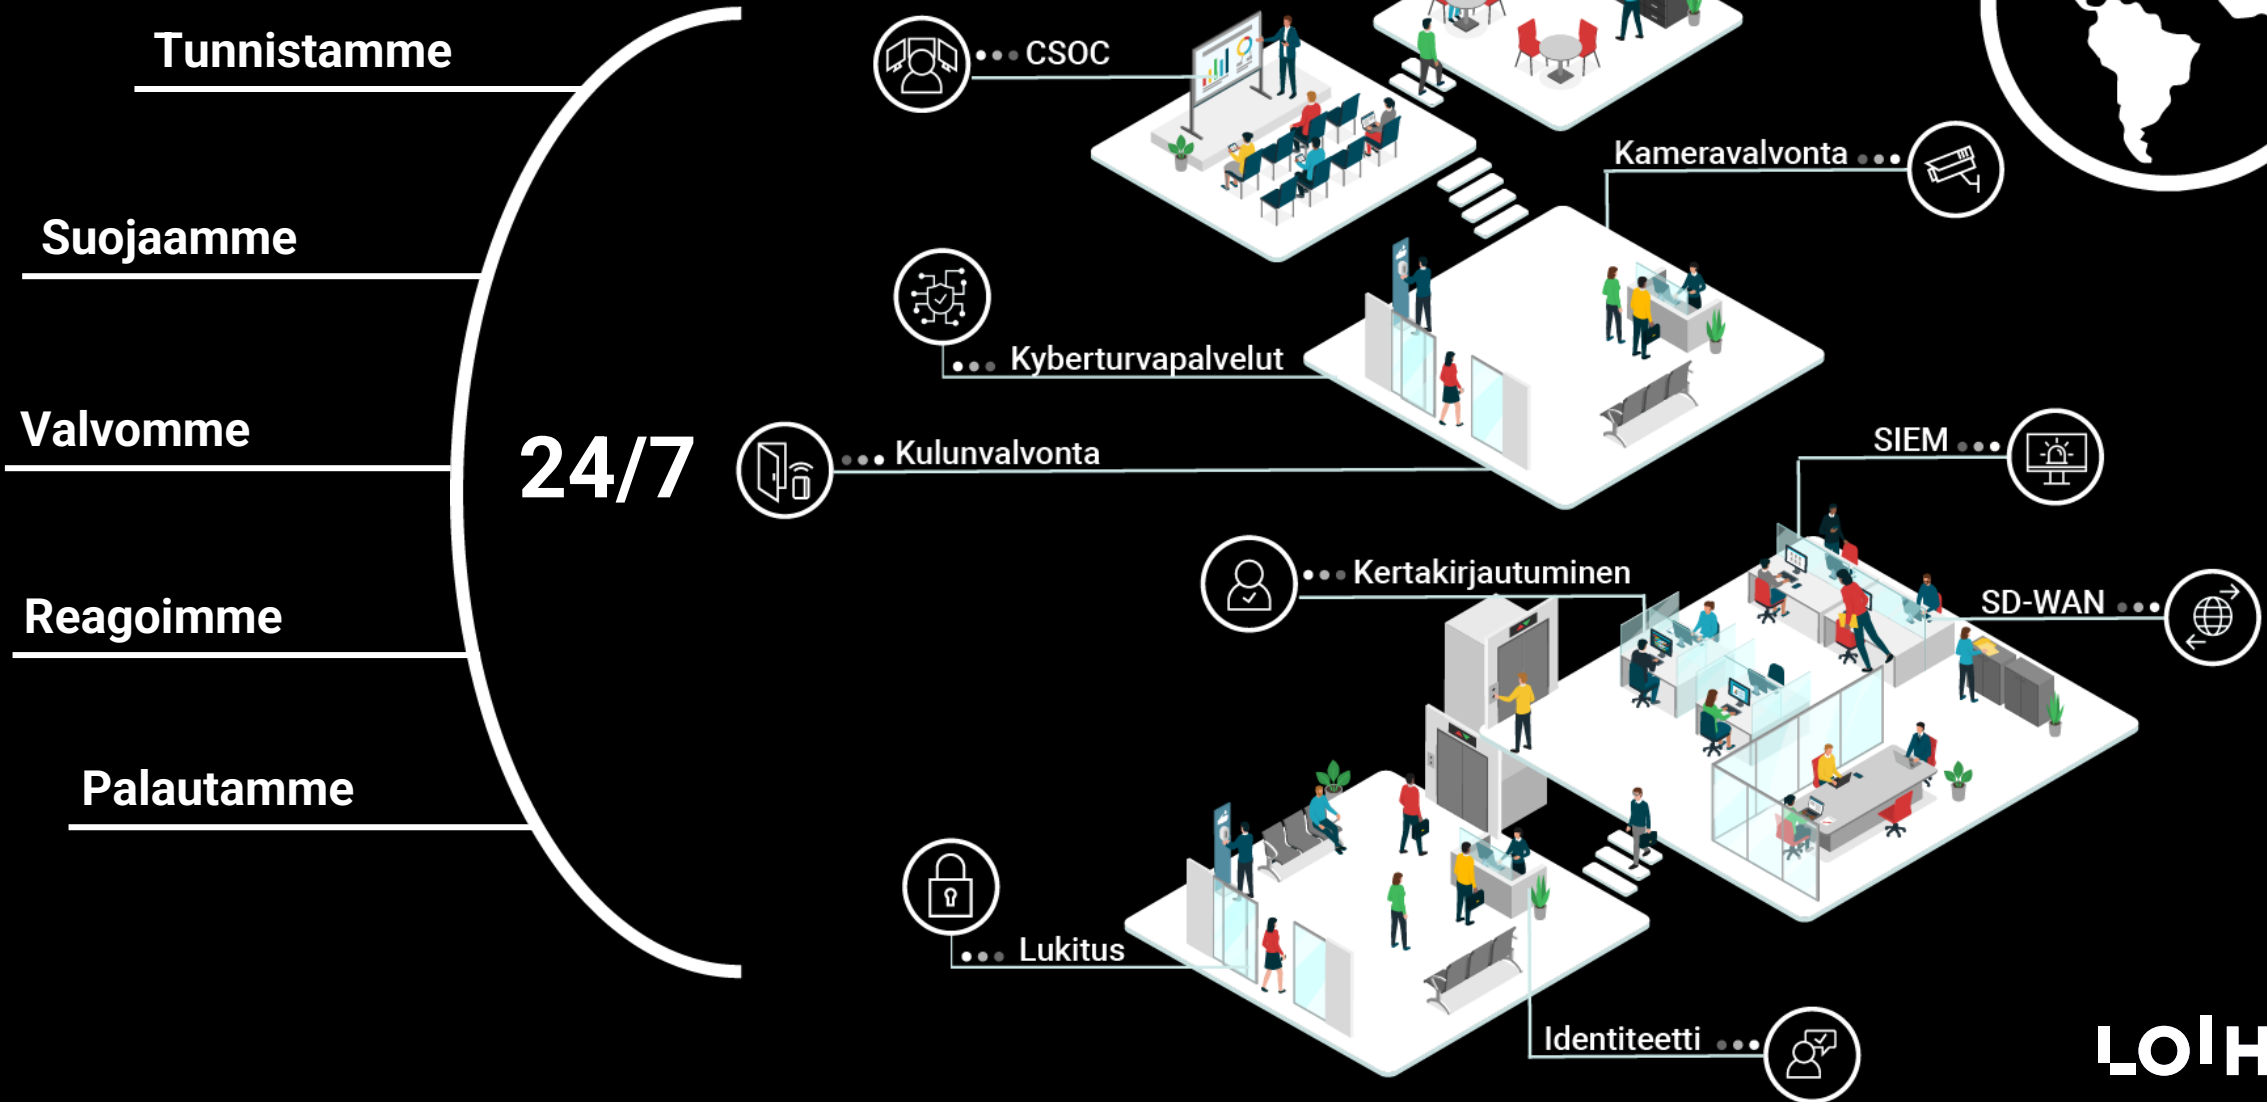 Tunnistamme
Suojaamme
Valvomme
Reagoimme
Palautamme
24/7
CSOC
Kameravalvonta
Kyberturvapalvelut
Kulunvalvonta
SIEM
Kertakirjautuminen
SD-WAN
Lukitus
Identiteetti
LOIH